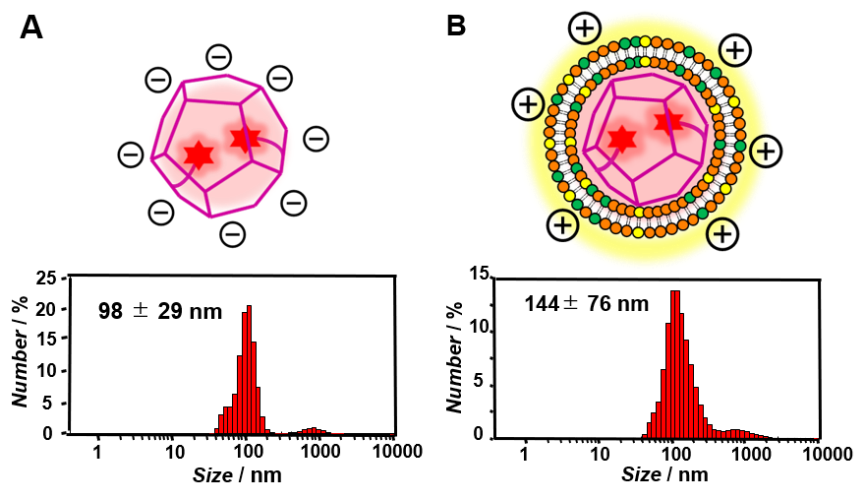 A
B
⊖ ⊖ ⊖ ⊖ ⊖ ⊖ ⊖ ⊖
⊕ ⊕ ⊕ ⊕ ⊕ ⊕
98 ± 29 nm
Number / %
25
20
15
10
5
0
1 10 100 1000 10000
Size / nm
144± 76 nm
Number / %
15
10
5
0
1 10 100 1000 10000
Size / nm